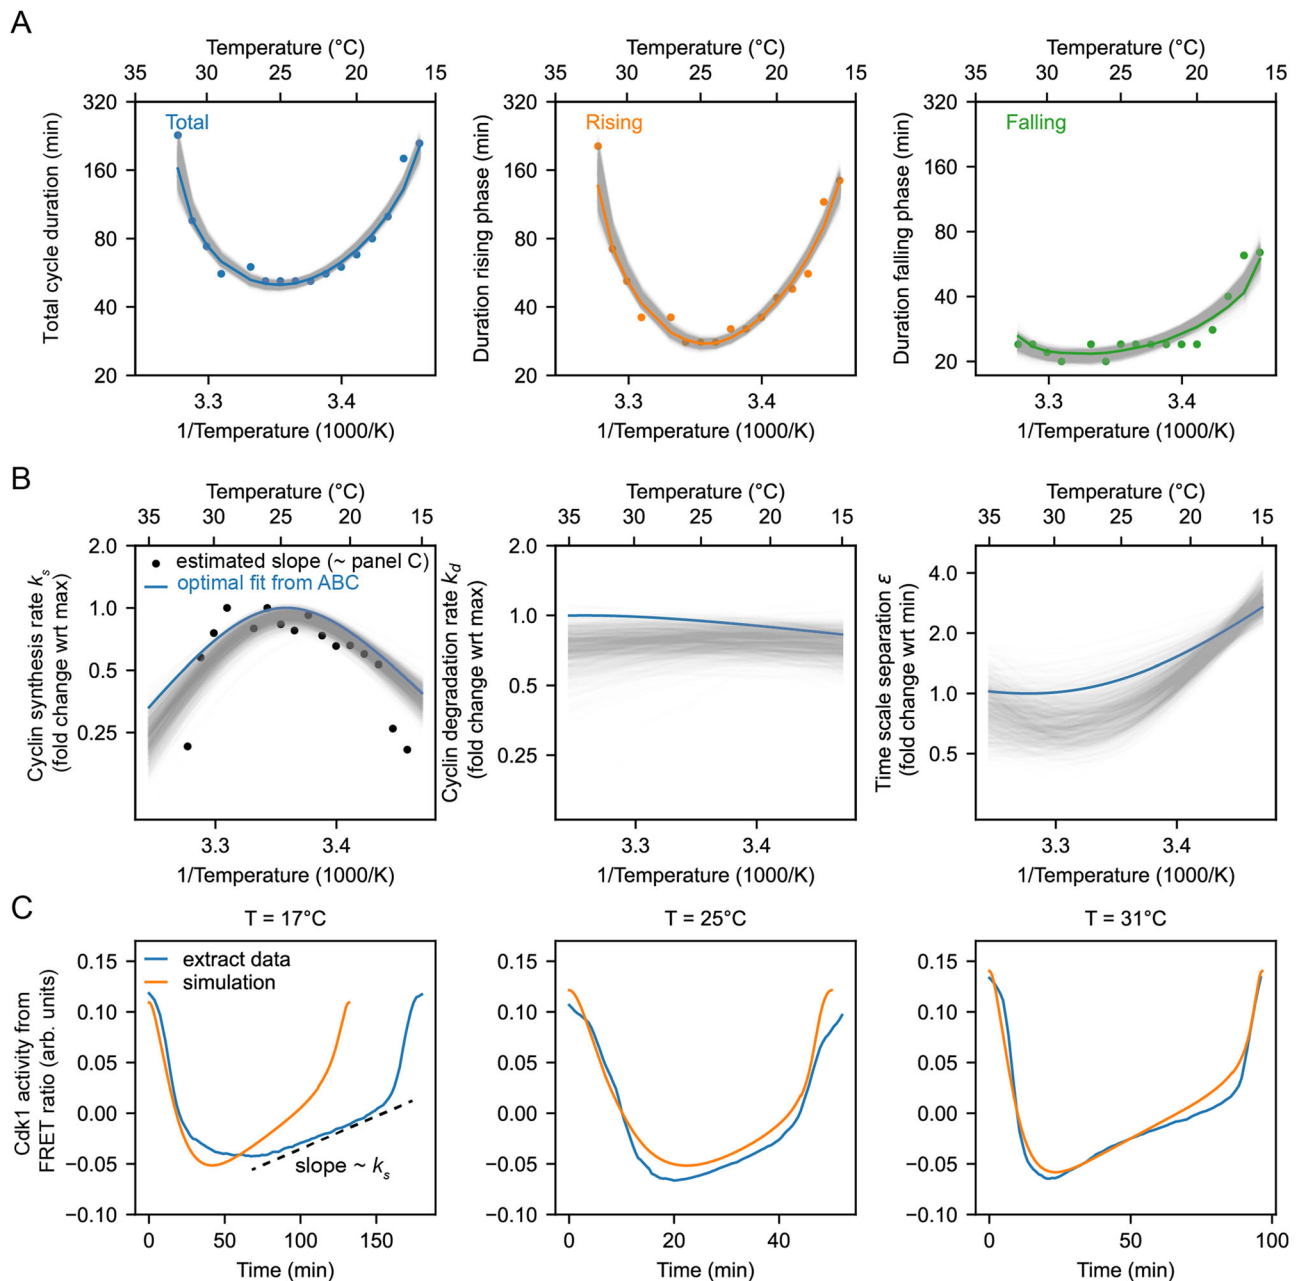 A
Temperature (°C)
35 30 25 20 15
Total
Total cycle duration (min)
320
160
80
40
20
3.3 3.4
1/Temperature (1000/K)
Temperature (°C)
35 30 25 20 15
Rising
Duration rising phase (min)
320
160
80
40
20
3.3 3.4
1/Temperature (1000/K)
Temperature (°C)
35 30 25 20 15
Falling
Duration falling phase (min)
320
160
80
40
20
3.3 3.4
1/Temperature (1000/K)
B
Temperature (°C)
35 30 25 20 15
estimated slope (~ panel C)
optimal fit from ABC
Cyclin synthesis rate ks
(fold change wrt max)
2.0
1.0
0.5
0.25
3.3 3.4
1/Temperature (1000/K)
Temperature (°C)
35 30 25 20 15
Cyclin degradation rate kd
(fold change wrt max)
2.0
1.0
0.5
0.25
3.3 3.4
1/Temperature (1000/K)
Temperature (°C)
35 30 25 20 15
Time scale separation ε
(fold change wrt min)
4.0
2.0
1.0
0.5
3.3 3.4
1/Temperature (1000/K)
C
T = 17°C
extract data
simulation
Cdk1 activity from
FRET ratio (arb. units)
0.15
0.10
0.05
0.00
−0.05
−0.10
slope ~ ks
0 50 100 150
Time (min)
T = 25°C
0.15
0.10
0.05
0.00
−0.05
−0.10
0 20 40
Time (min)
T = 31°C
0.15
0.10
0.05
0.00
−0.05
−0.10
0 50 100
Time (min)